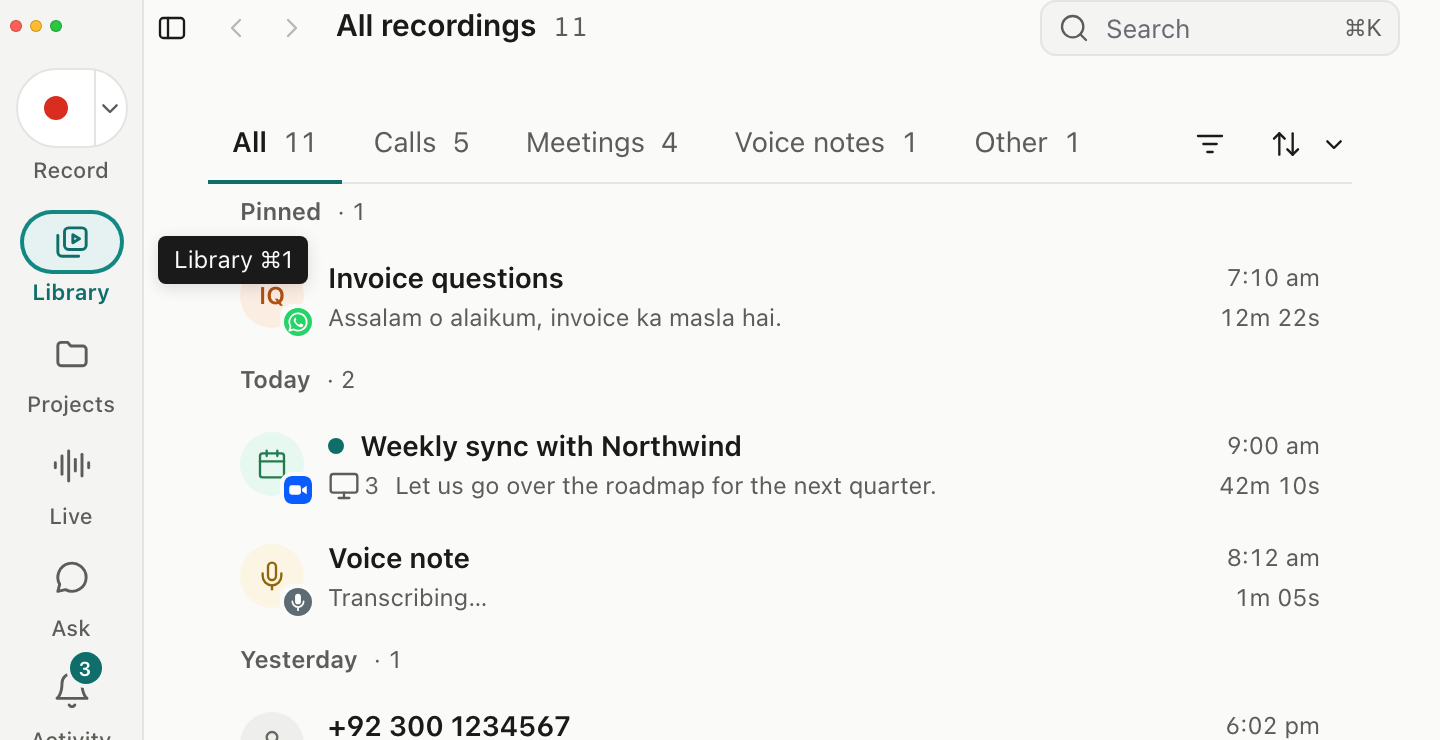 All recordings 11
Search ⌘K
Record
Library
Projects
Live
Ask
3
Activity
All 11 Calls 5 Meetings 4 Voice notes 1 Other 1
Pinned · 1
Library ⌘1
IQ
Invoice questions 7:10 am
Assalam o alaikum, invoice ka masla hai. 12m 22s
Today · 2
Weekly sync with Northwind 9:00 am
3 Let us go over the roadmap for the next quarter. 42m 10s
Voice note 8:12 am
Transcribing... 1m 05s
Yesterday · 1
+92 300 1234567 6:02 pm